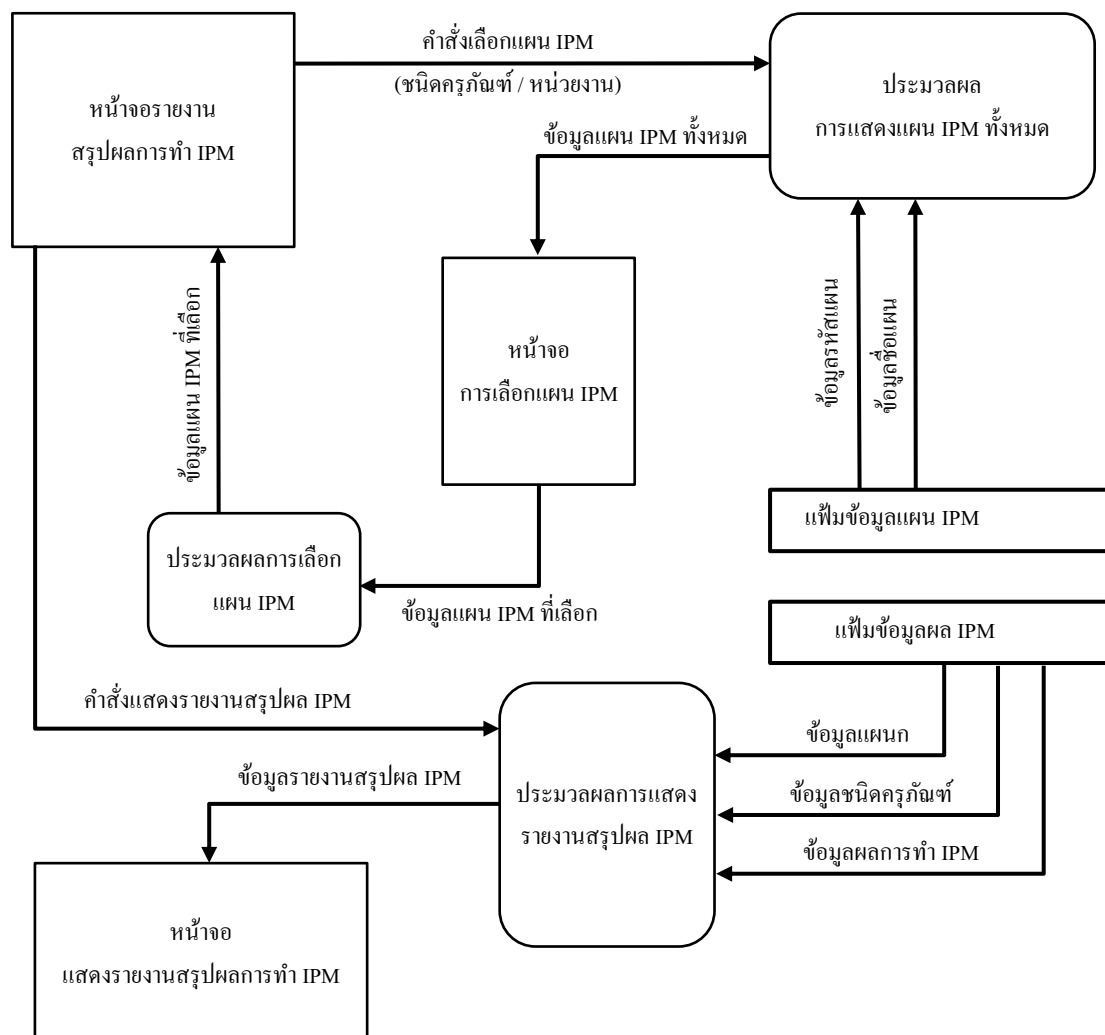 คำสั่งเลือกแผน IPM
(ชนิดครุภัณฑ์ / หน่วยงาน)
หน้าจอรายงาน
สรุปผลการทำ IPM
ประมวลผล
การแสดงแผน IPM ทั้งหมด
ข้อมูลแผน IPM ทั้งหมด
ข้อมูลแผน IPM ที่เลือก
หน้าจอ
การเลือกแผน IPM
ข้อมูลรหัสแผน
ข้อมูลชื่อแผน
แฟ้มข้อมูลแผน IPM
ประมวลผลการเลือก
แผน IPM
ข้อมูลแผน IPM ที่เลือก
แฟ้มข้อมูลผล IPM
คำสั่งแสดงรายงานสรุปผล IPM
ข้อมูลแผนก
ข้อมูลรายงานสรุปผล IPM
ประมวลผลการแสดง
รายงานสรุปผล IPM
ข้อมูลชนิดครุภัณฑ์
ข้อมูลผลการทำ IPM
หน้าจอ
แสดงรายงานสรุปผลการทำ IPM